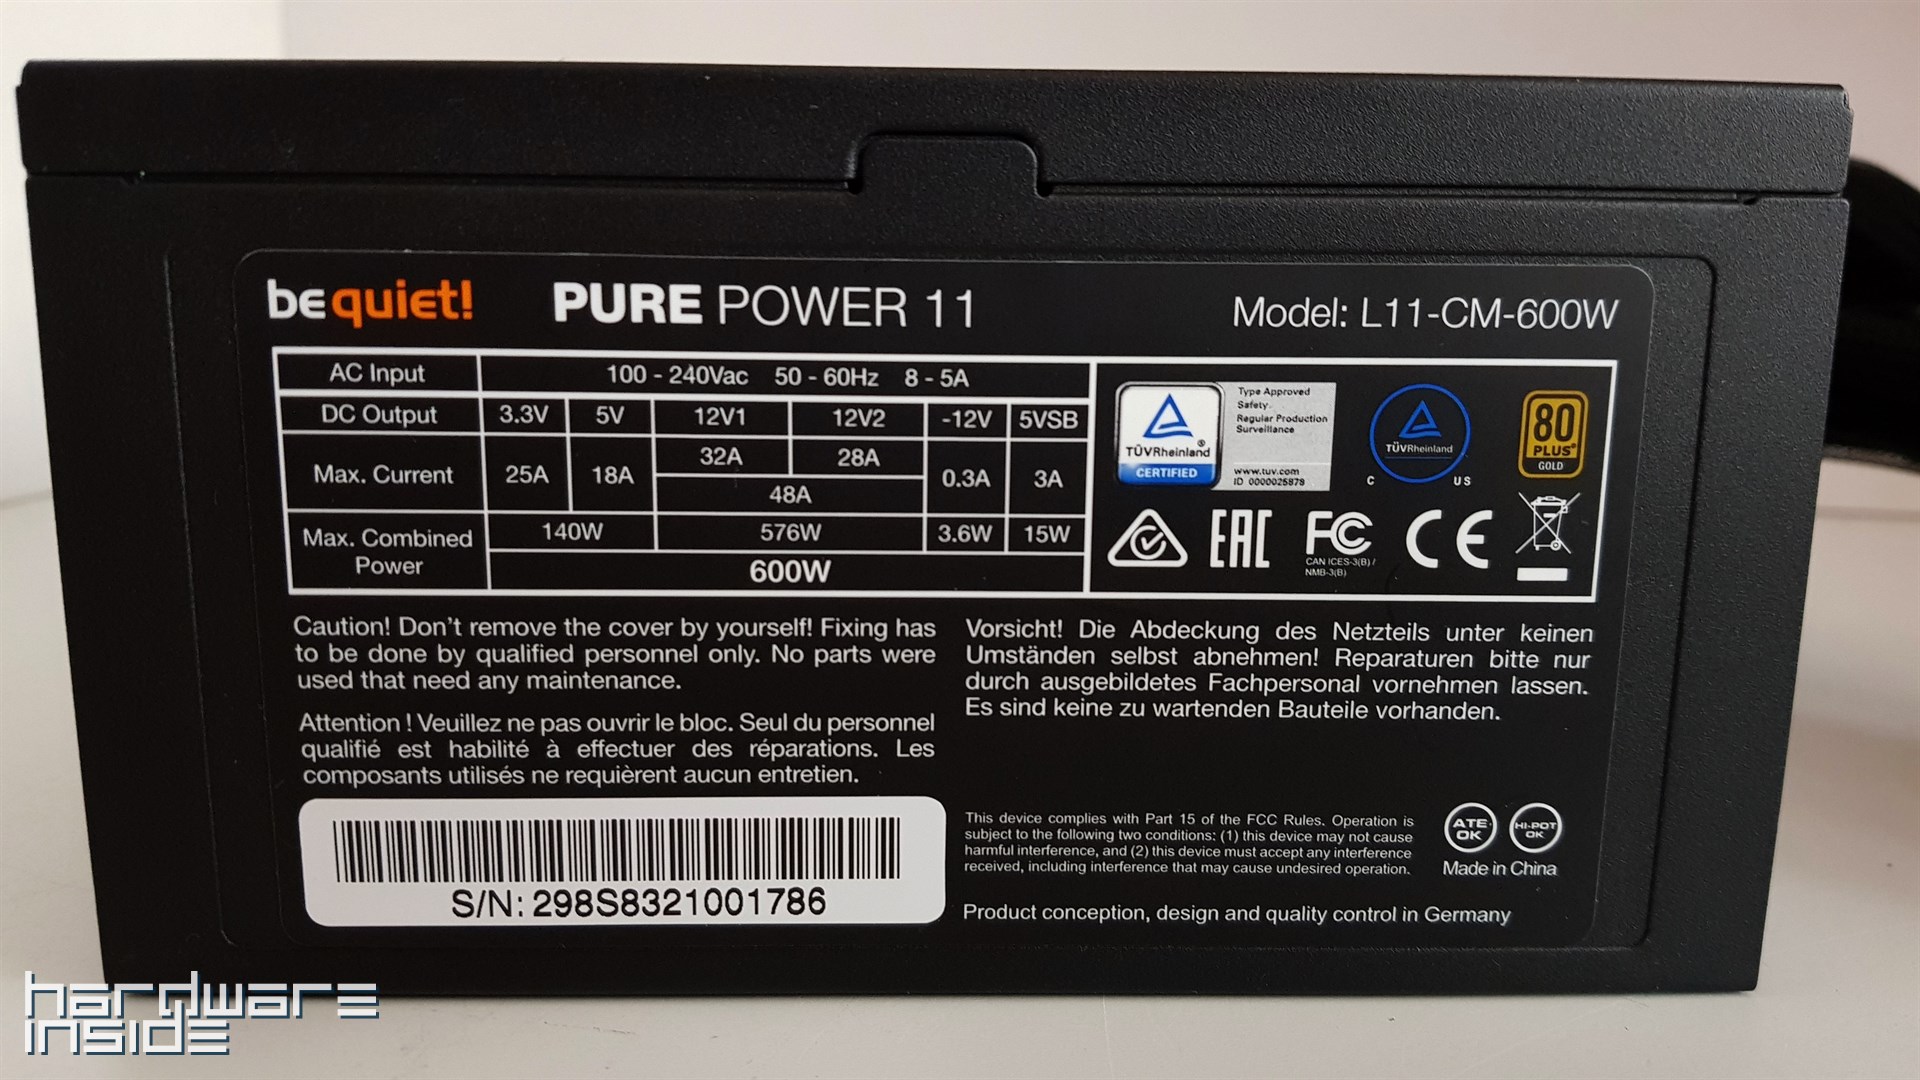 be quiet! PURE POWER 11 Model: L11-CM-600W
AC Input 100 - 240Vac 50 - 60Hz 8 - 5A
DC Output 3.3V 5V 12V1 12V2 -12V 5VSB
Max. Current 25A 18A 32A 28A 0.3A 3A
48A
Max. Combined Power 140W 576W 3.6W 15W
600W
TÜVRheinland®
CERTIFIED
Type Approved
Safety
Regular Production
Surveillance
www.tuv.com
ID 0000025879
TÜVRheinland
C US
80
PLUS®
GOLD
EAC
FC
CAN ICES-3(B) /
NMB-3(B)
CE
Caution! Don't remove the cover by yourself! Fixing has
to be done by qualified personnel only. No parts were
used that need any maintenance.
Attention ! Veuillez ne pas ouvrir le bloc. Seul du personnel
qualifié est habilité à effectuer des réparations. Les
composants utilisés ne requièrent aucun entretien.
Vorsicht! Die Abdeckung des Netzteils unter keinen
Umständen selbst abnehmen! Reparaturen bitte nur
durch ausgebildetes Fachpersonal vornehmen lassen.
Es sind keine zu wartenden Bauteile vorhanden.
S/N: 298S8321001786
This device complies with Part 15 of the FCC Rules. Operation is
subject to the following two conditions: (1) this device may not cause
harmful interference, and (2) this device must accept any interference
received, including interference that may cause undesired operation.
ATE
OK
HI-POT
OK
Made in China
Product conception, design and quality control in Germany
hardware
inside